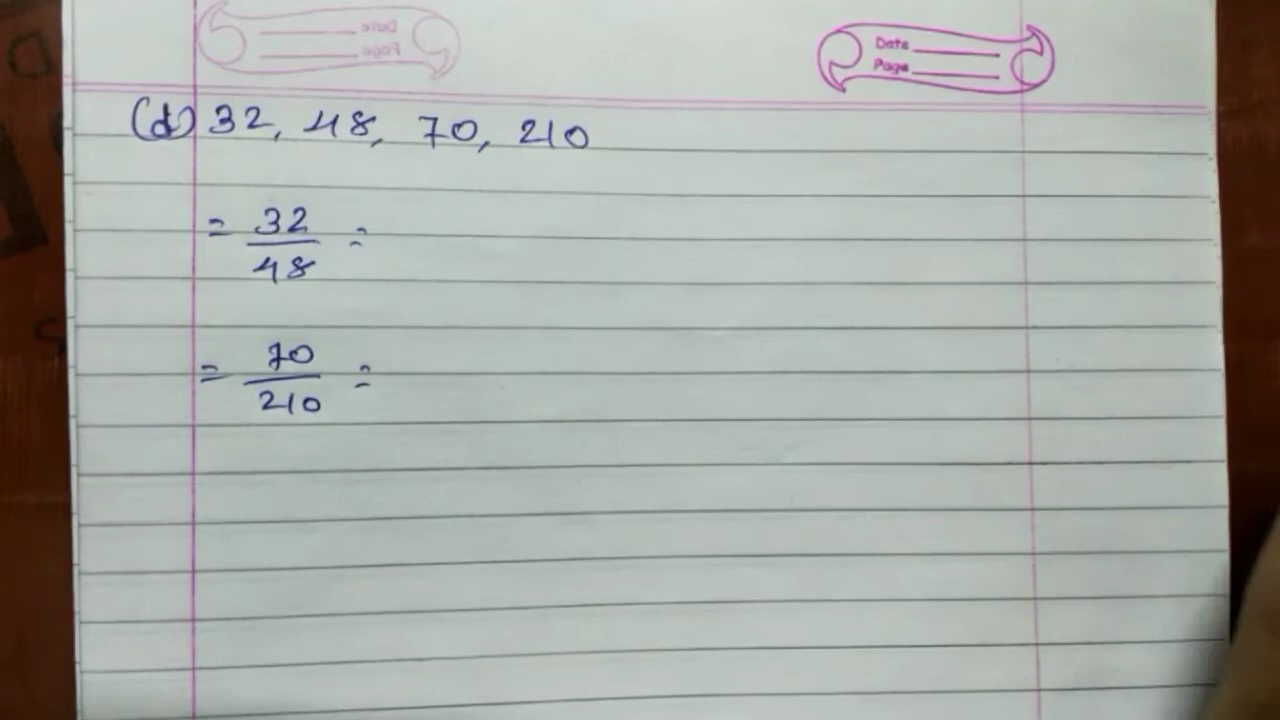 Date
Page
(d) 32, 48, 70, 210
= 32/48 =
= 70/210 =